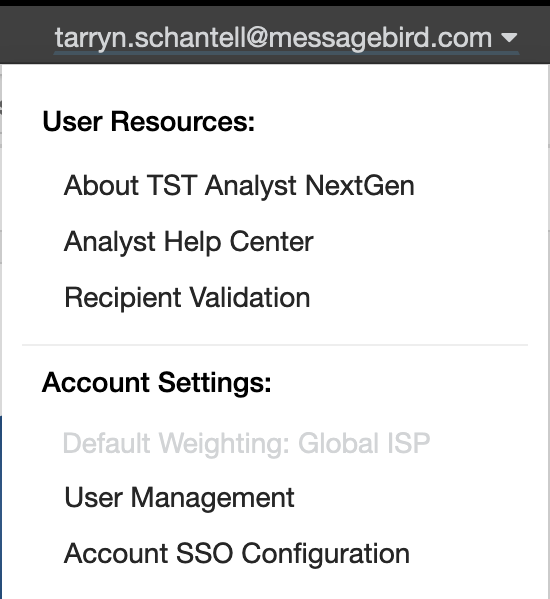 tarryn.schantell@messagebird.com
User Resources:
About TST Analyst NextGen
Analyst Help Center
Recipient Validation
Account Settings:
Default Weighting: Global ISP
User Management
Account SSO Configuration